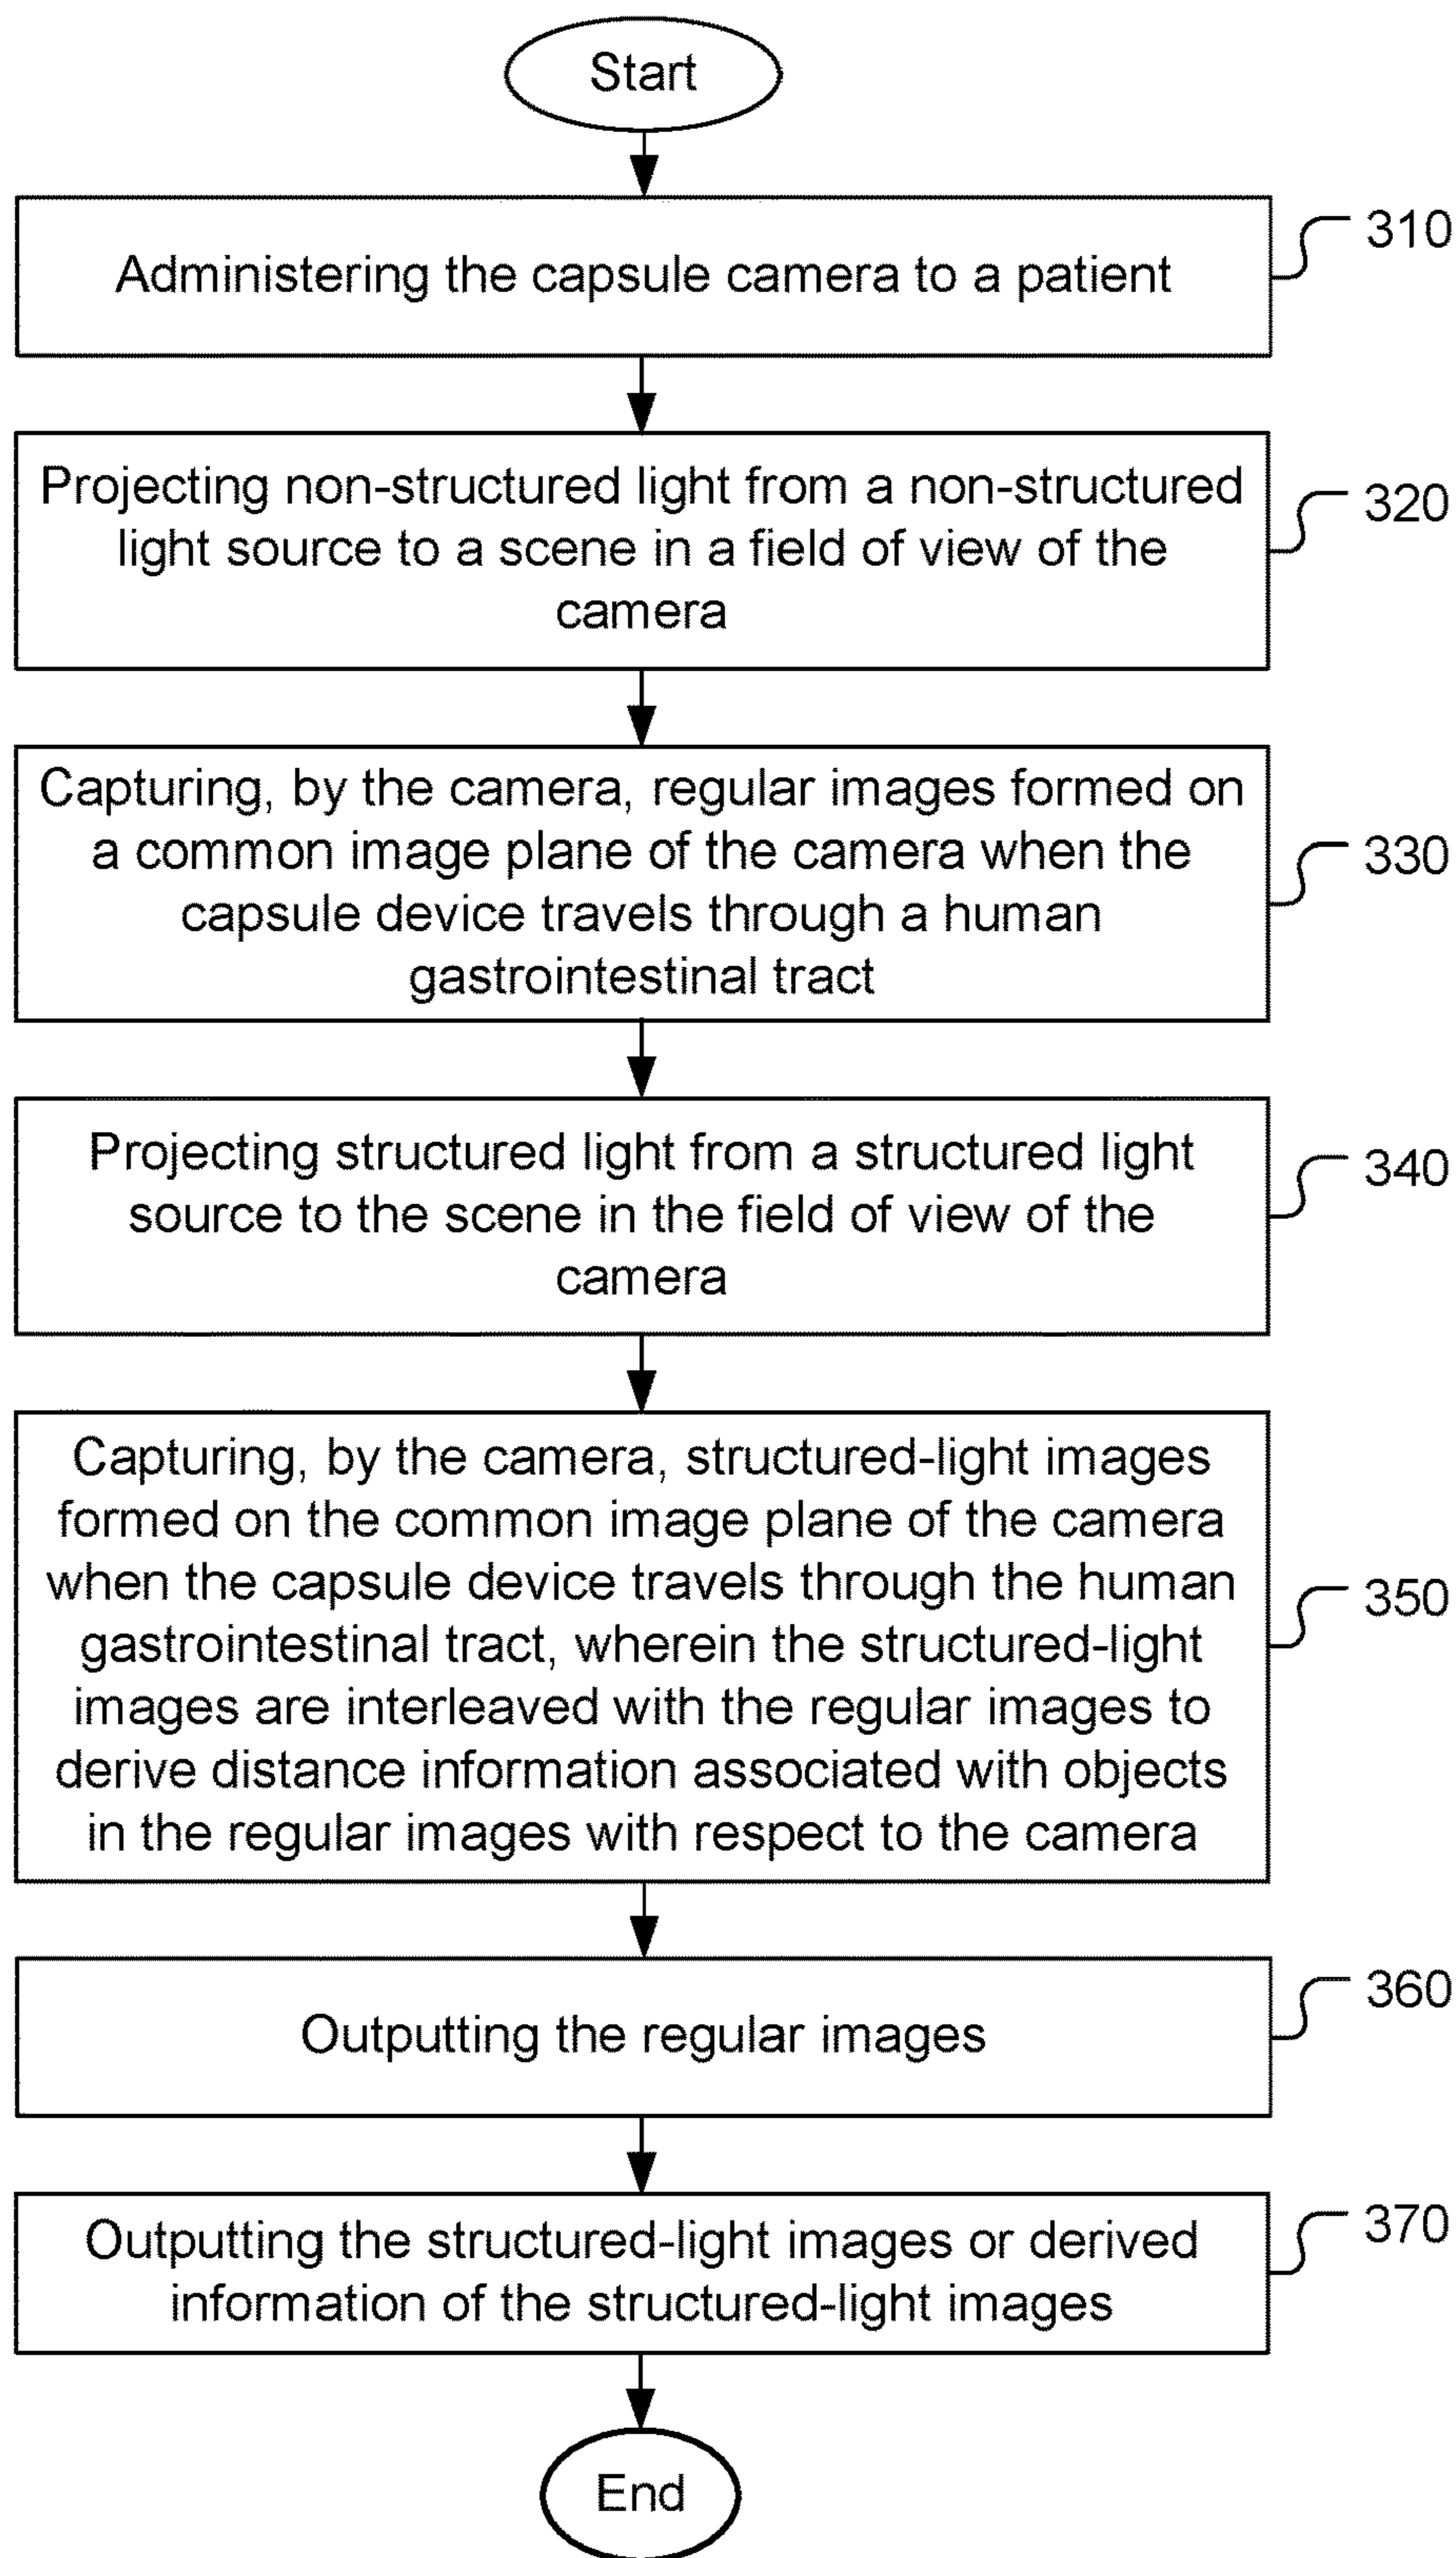 Start
Administering the capsule camera to a patient
310
Projecting non-structured light from a non-structured
light source to a scene in a field of view of the
camera
320
Capturing, by the camera, regular images formed on
a common image plane of the camera when the
capsule device travels through a human
gastrointestinal tract
330
Projecting structured light from a structured light
source to the scene in the field of view of the
camera
340
Capturing, by the camera, structured-light images
formed on the common image plane of the camera
when the capsule device travels through the human
gastrointestinal tract, wherein the structured-light
images are interleaved with the regular images to
derive distance information associated with objects
in the regular images with respect to the camera
350
Outputting the regular images
360
Outputting the structured-light images or derived
information of the structured-light images
370
End